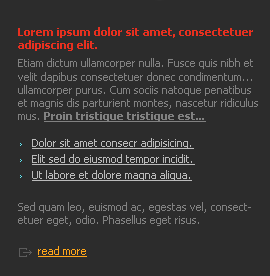 Lorem ipsum dolor sit amet, consectetuer
adipiscing elit.
Etiam dictum ullamcorper nulla. Fusce quis nibh et
velit dapibus consectetuer donec condimentum...
ullamcorper purus. Cum sociis natoque penatibus
et magnis dis parturient montes, nascetur ridiculus
mus. Proin tristique tristique est...
› Dolor sit amet consecr adipisicing.
› Elit sed do eiusmod tempor incidit.
› Ut labore et dolore magna aliqua.
Sed quam leo, euismod ac, egestas vel, consect-
etuer eget, odio. Phasellus eget risus.
read more